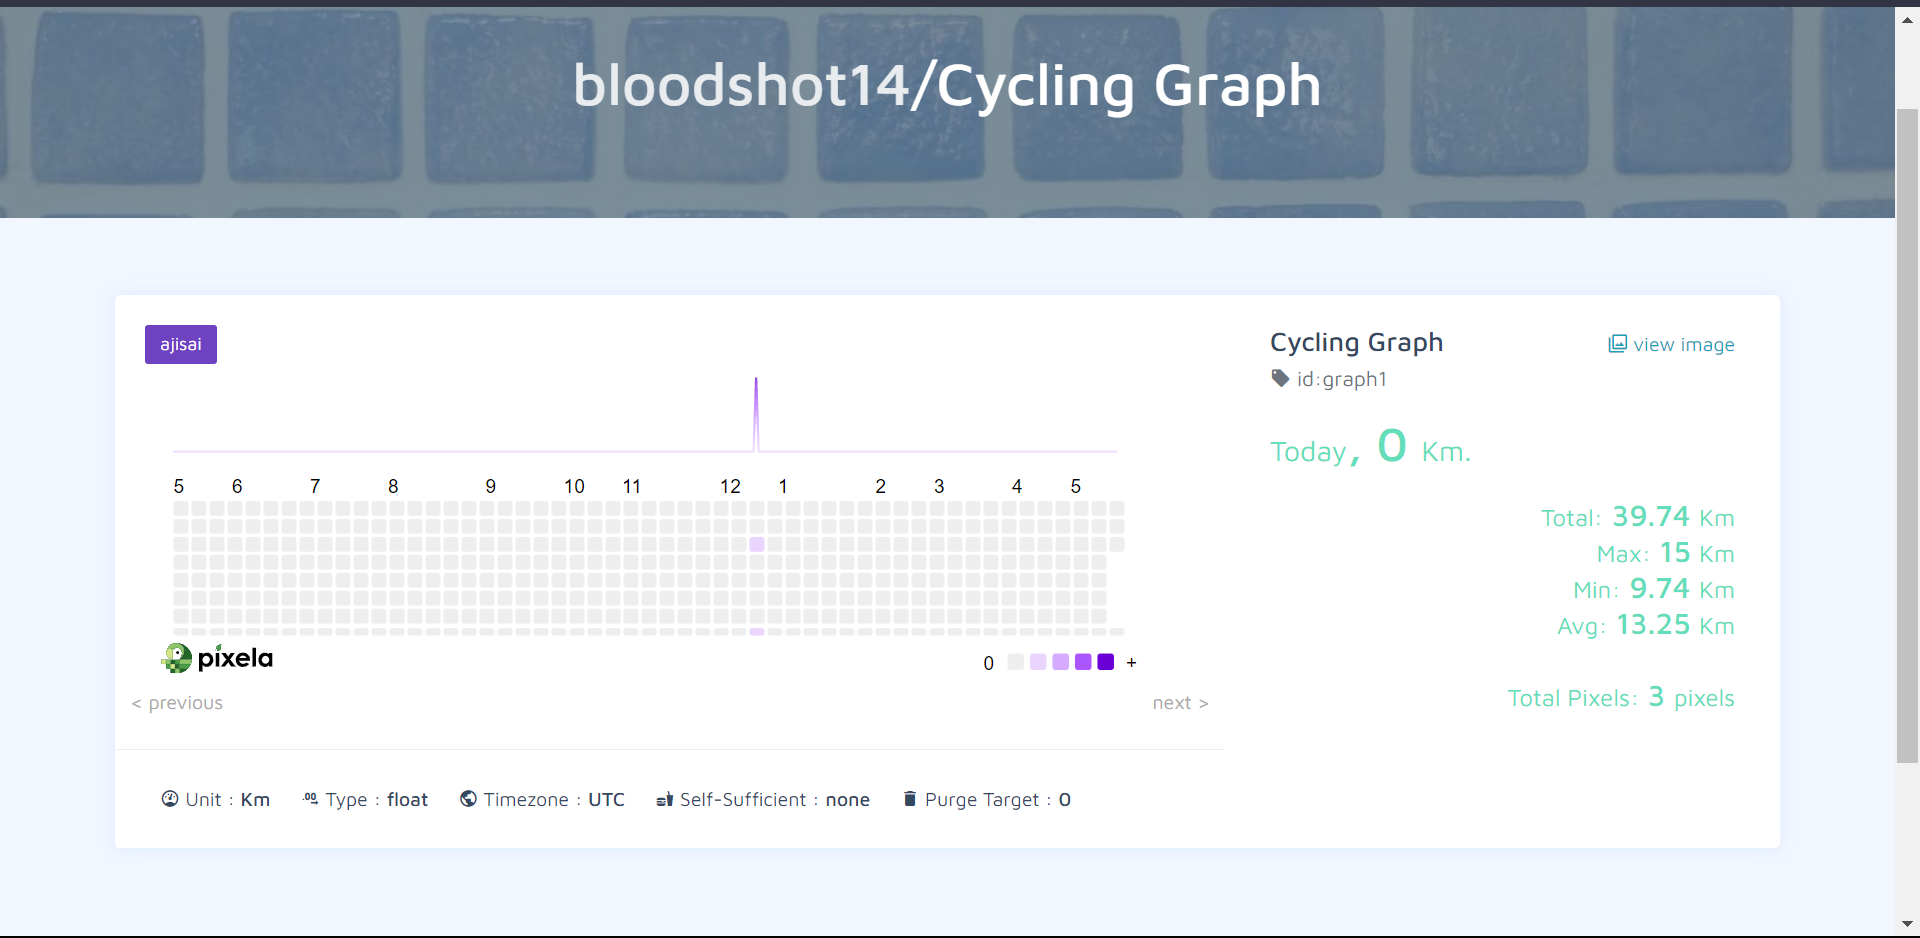 bloodshot14/Cycling Graph
ajisai
5 6 7 8 9 10 11 12 1 2 3 4 5
pixela
0 +
< previous
next >
Cycling Graph
view image
id:graph1
Today, 0 Km.
Total: 39.74 Km
Max: 15 Km
Min: 9.74 Km
Avg: 13.25 Km
Total Pixels: 3 pixels
Unit : Km .00 Type : float Timezone : UTC Self-Sufficient : none Purge Target : 0